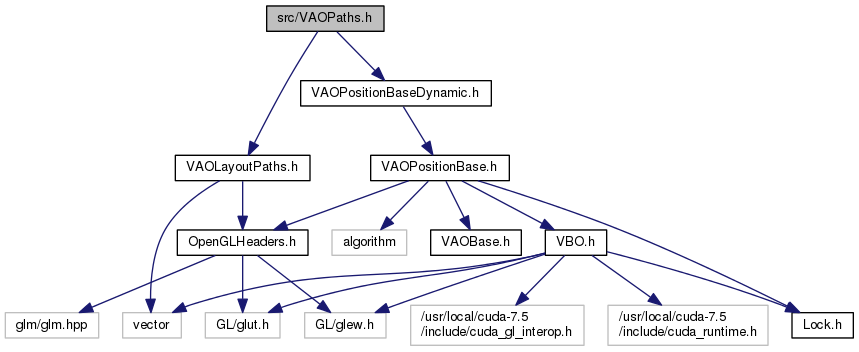 src/VAOPaths.h
VAOPositionBaseDynamic.h
VAOLayoutPaths.h
VAOPositionBase.h
OpenGLHeaders.h
algorithm
VAOBase.h
VBO.h
glm/glm.hpp
vector
GL/glut.h
GL/glew.h
/usr/local/cuda-7.5
/include/cuda_gl_interop.h
/usr/local/cuda-7.5
/include/cuda_runtime.h
Lock.h